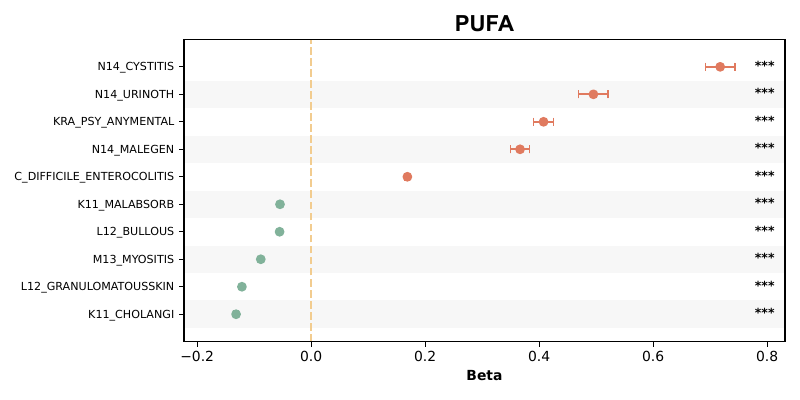 PUFA
N14_CYSTITIS ***
N14_URINOTH ***
KRA_PSY_ANYMENTAL ***
N14_MALEGEN ***
C_DIFFICILE_ENTEROCOLITIS ***
K11_MALABSORB ***
L12_BULLOUS ***
M13_MYOSITIS ***
L12_GRANULOMATOUSSKIN ***
K11_CHOLANGI ***
−0.2 0.0 0.2 0.4 0.6 0.8
Beta